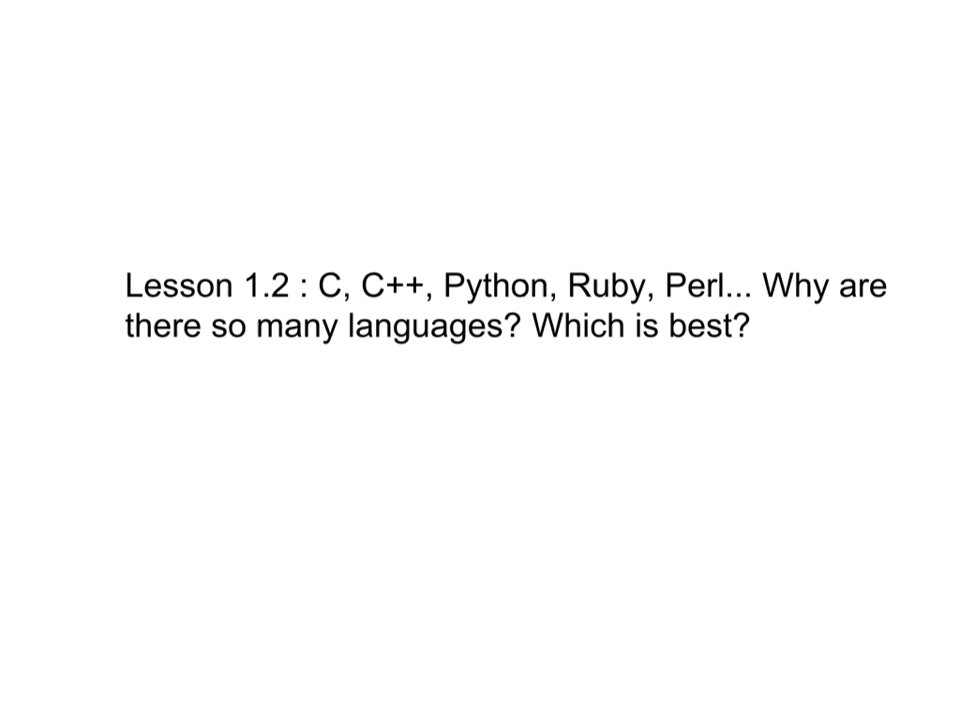 Lesson 1.2 : C, C++, Python, Ruby, Perl... Why are
there so many languages? Which is best?